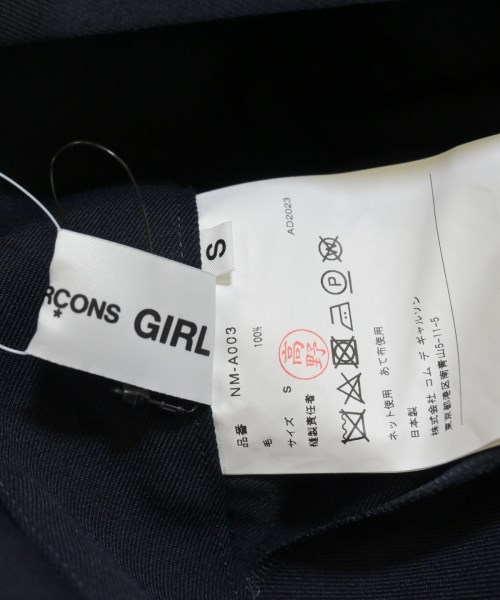 RÇONS GIRL
S
AD2023
品番 NM-A003
毛 100%
サイズ S
縫製責任者 高野
ネット使用 あて布使用
日本製
株式会社 コム デ ギャルソン
東京都港区南青山5-11-5